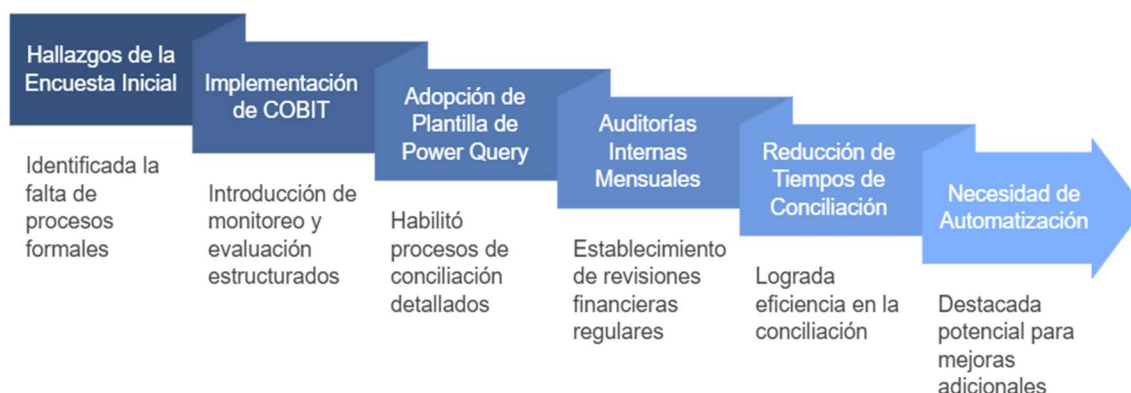 Hallazgos de la
Encuesta Inicial
Identificada la
falta de
procesos
formales
Implementación
de COBIT
Introducción de
monitoreo y
evaluación
estructurados
Adopción de
Plantilla de
Power Query
Habilitó
procesos de
conciliación
detallados
Auditorías
Internas
Mensuales
Establecimiento
de revisiones
financieras
regulares
Reducción de
Tiempos de
Conciliación
Lograda
eficiencia en la
conciliación
Necesidad de
Automatización
Destacada
potencial para
mejoras
adicionales